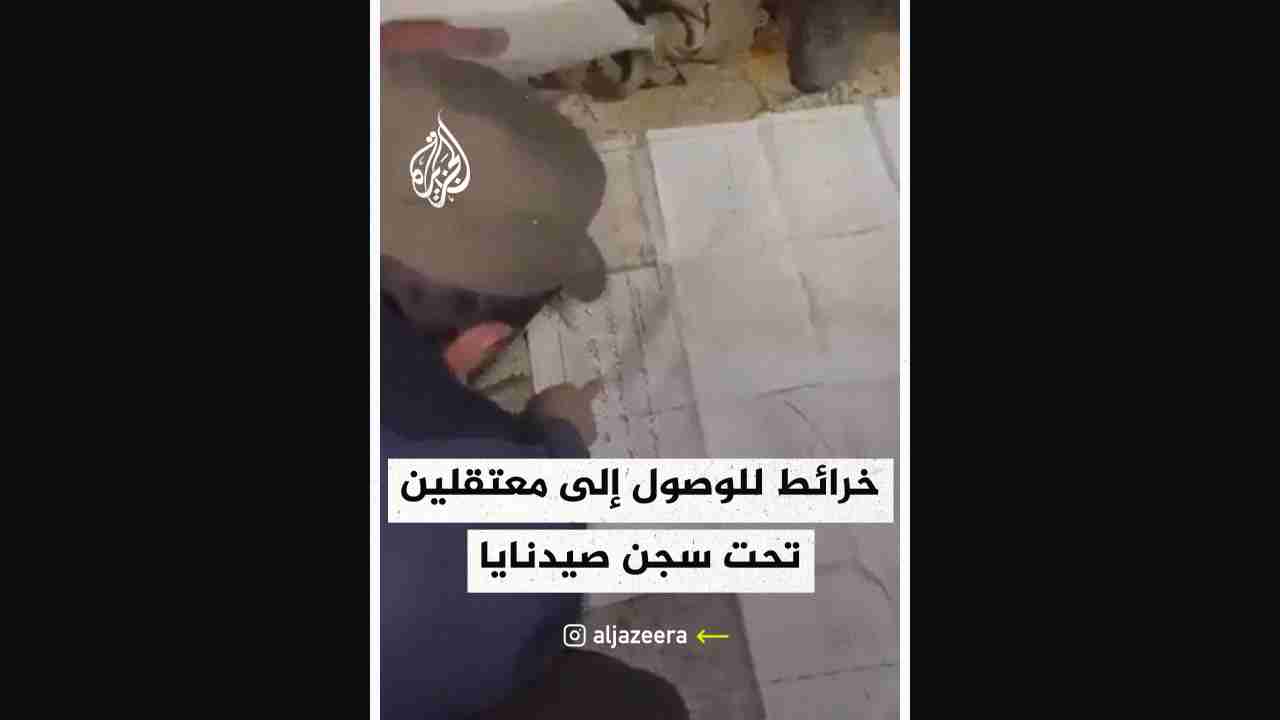 الجزيرة
خرائط للوصول إلى معتقلين
تحت سجن صيدنايا
aljazeera